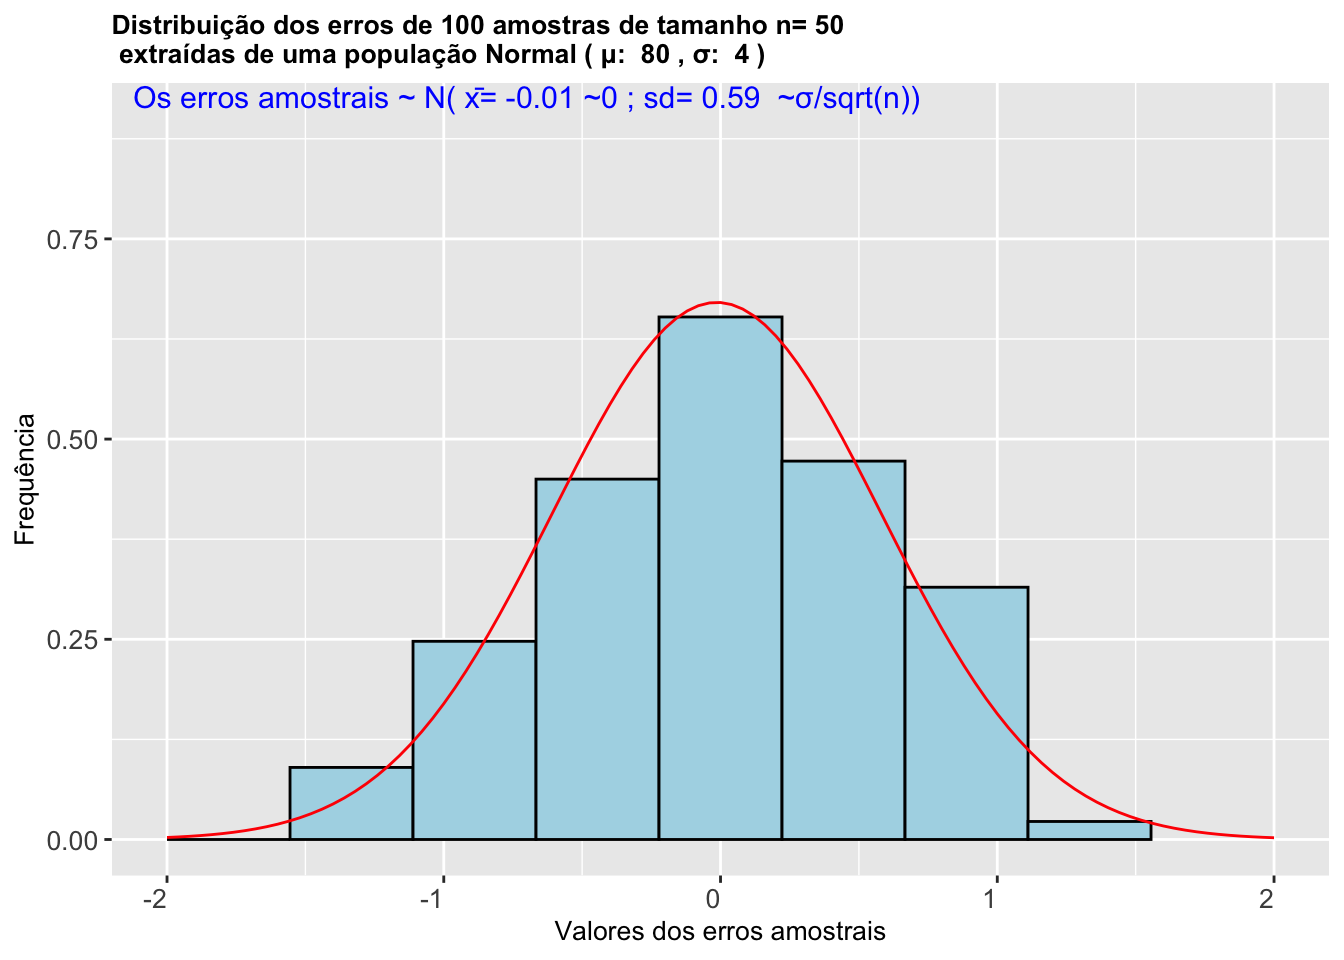 Distribuição dos erros de 100 amostras de tamanho n= 50
extraídas de uma população Normal ( μ:  80 , σ:  4 )
Os erros amostrais ~ N( x̄= -0.01 ~0 ; sd= 0.59  ~σ/sqrt(n))
0.75
0.50
0.25
0.00
Frequência
-2 -1 0 1 2
Valores dos erros amostrais